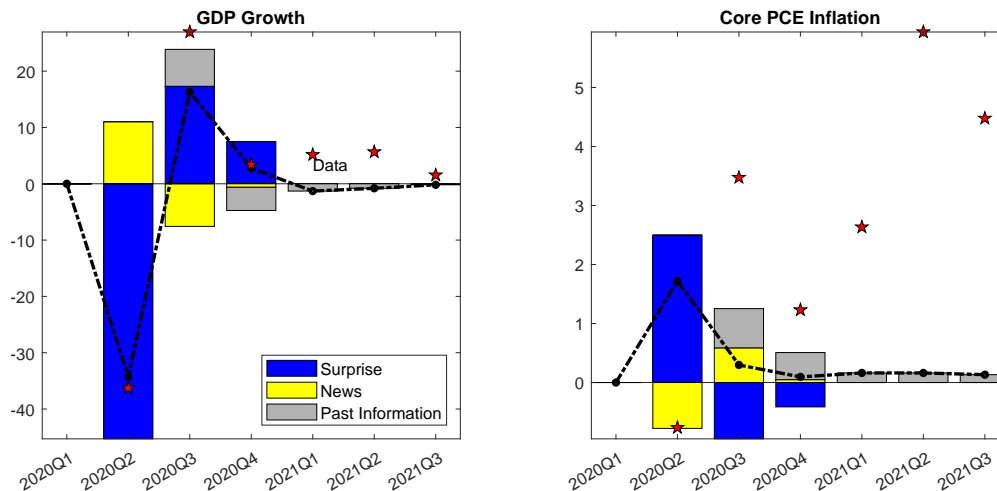 GDP Growth
20
10
0
-10
-20
-30
-40
Data
Surprise
News
Past Information
2020Q1
2020Q2
2020Q3
2020Q4
2021Q1
2021Q2
2021Q3
Core PCE Inflation
5
4
3
2
1
0
2020Q1
2020Q2
2020Q3
2020Q4
2021Q1
2021Q2
2021Q3